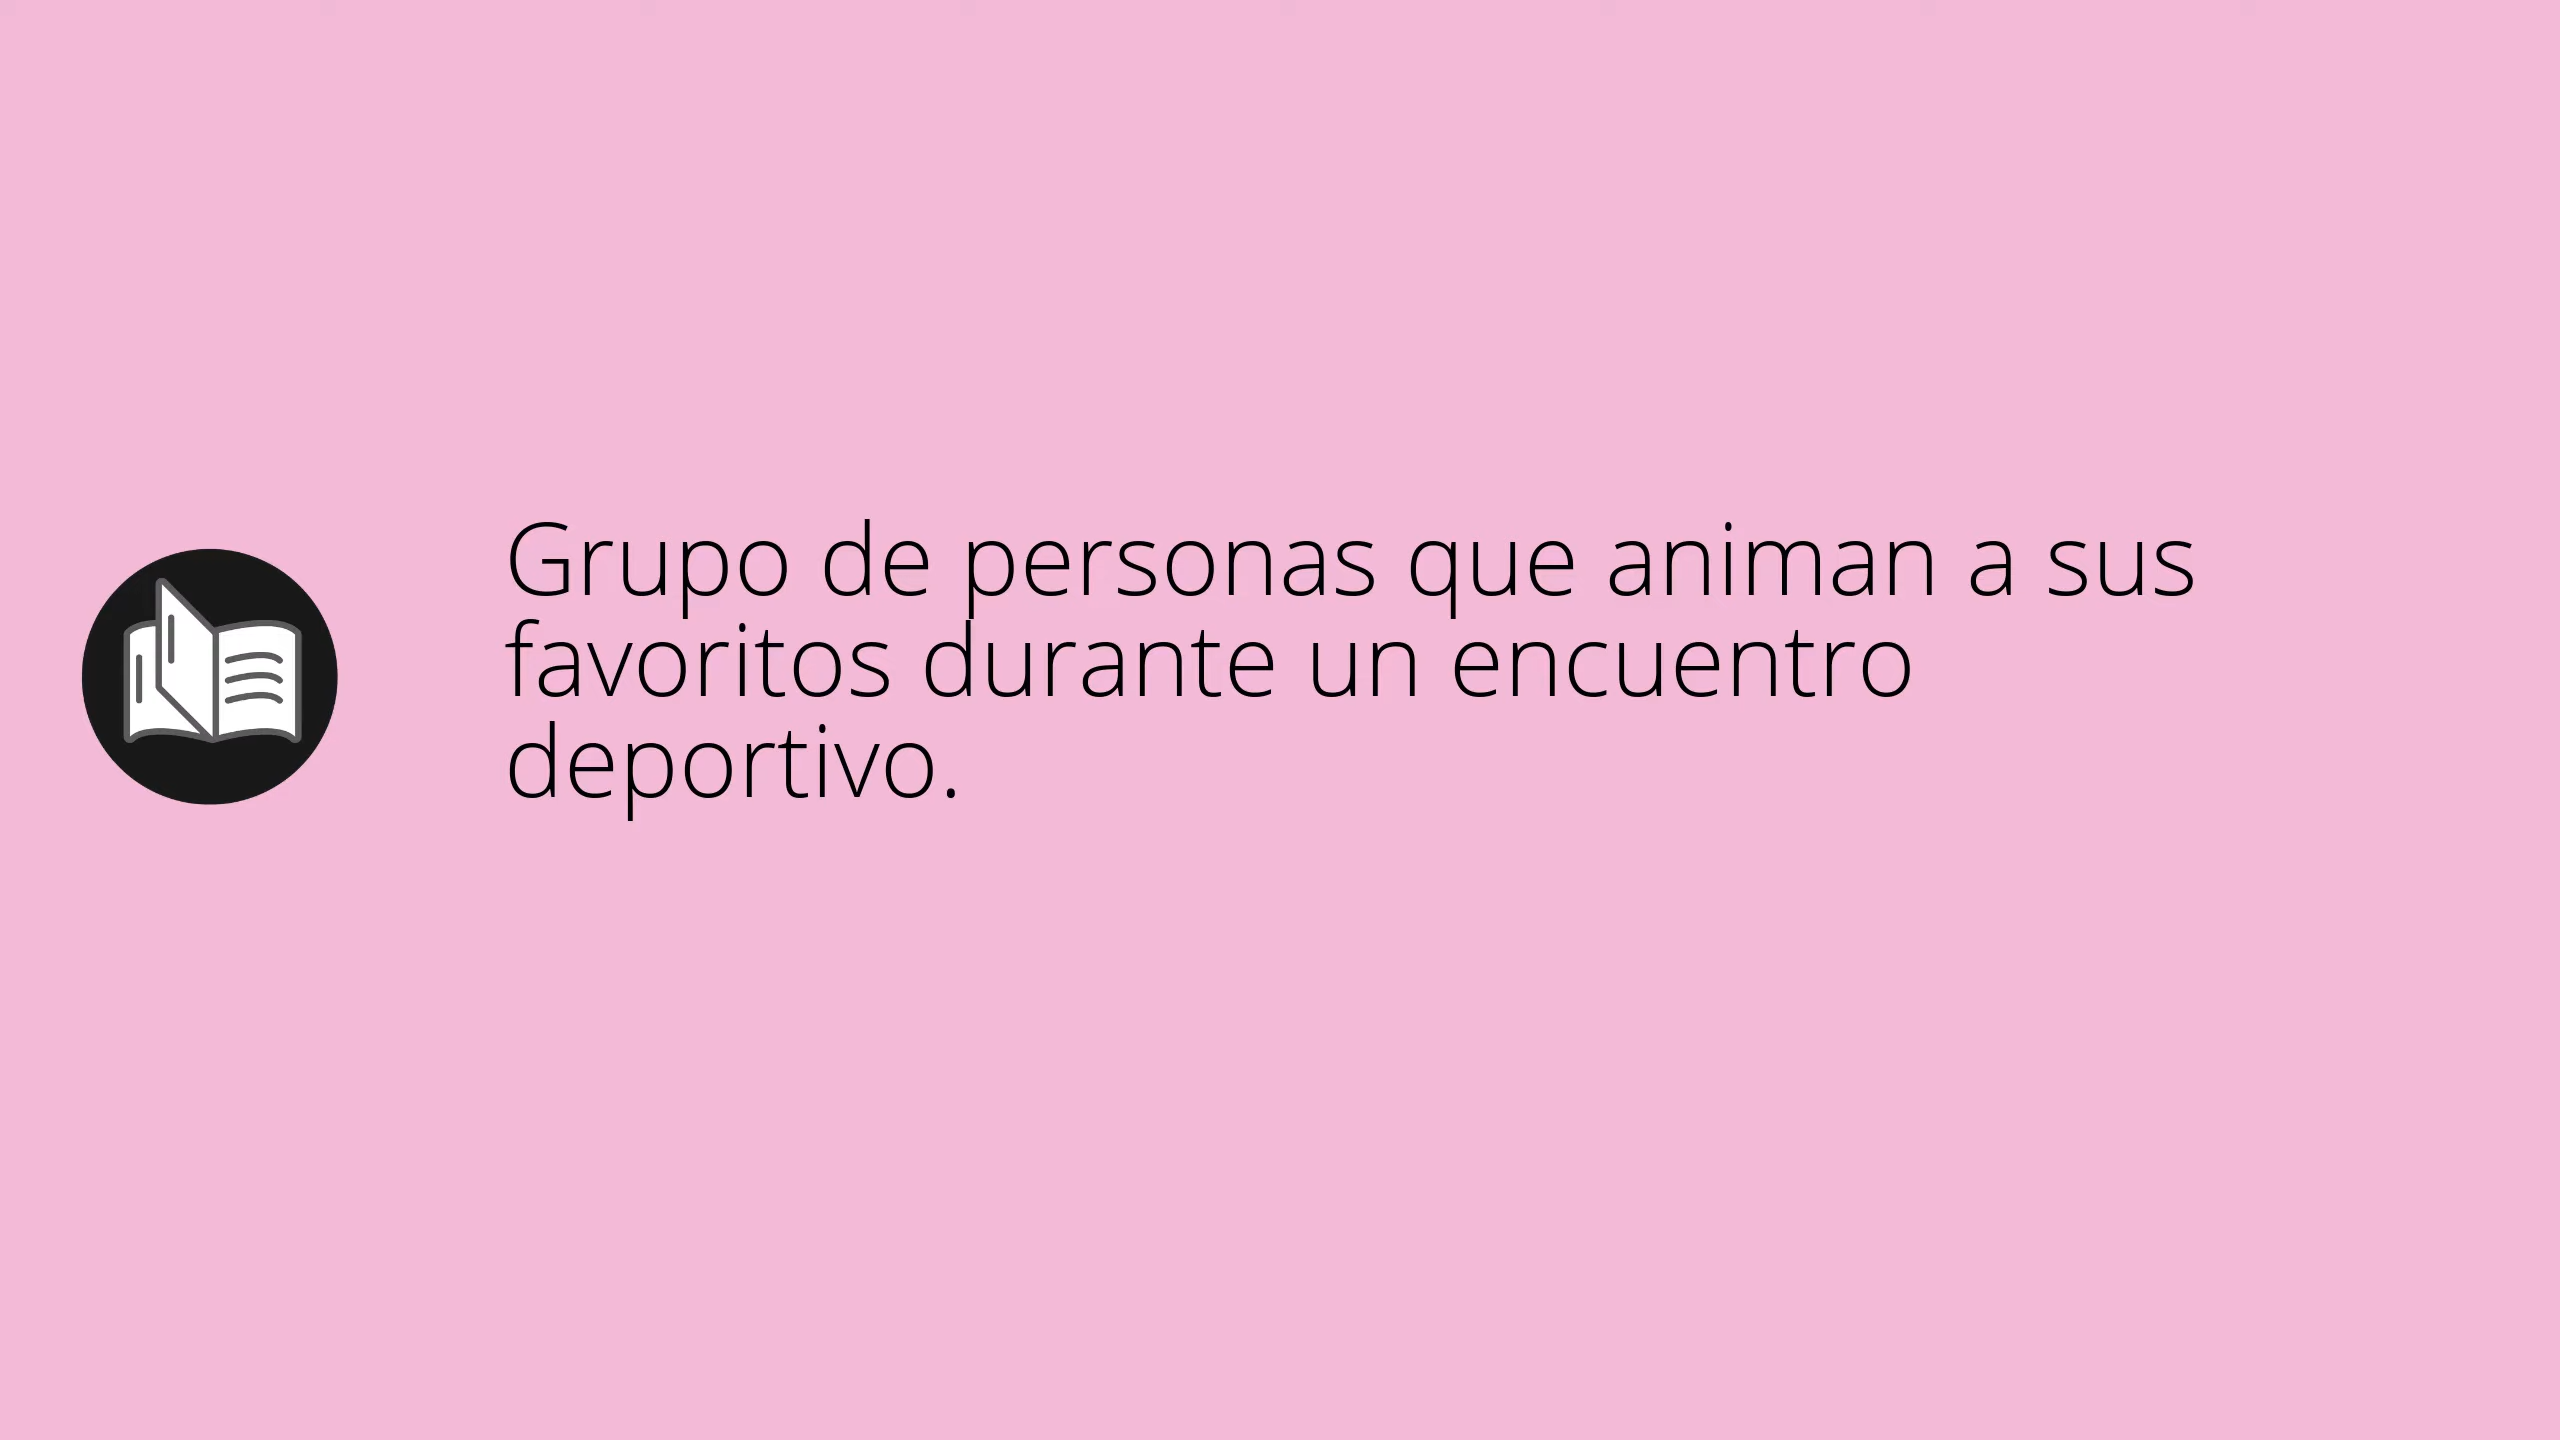 Grupo de personas que animan a sus
favoritos durante un encuentro
deportivo.